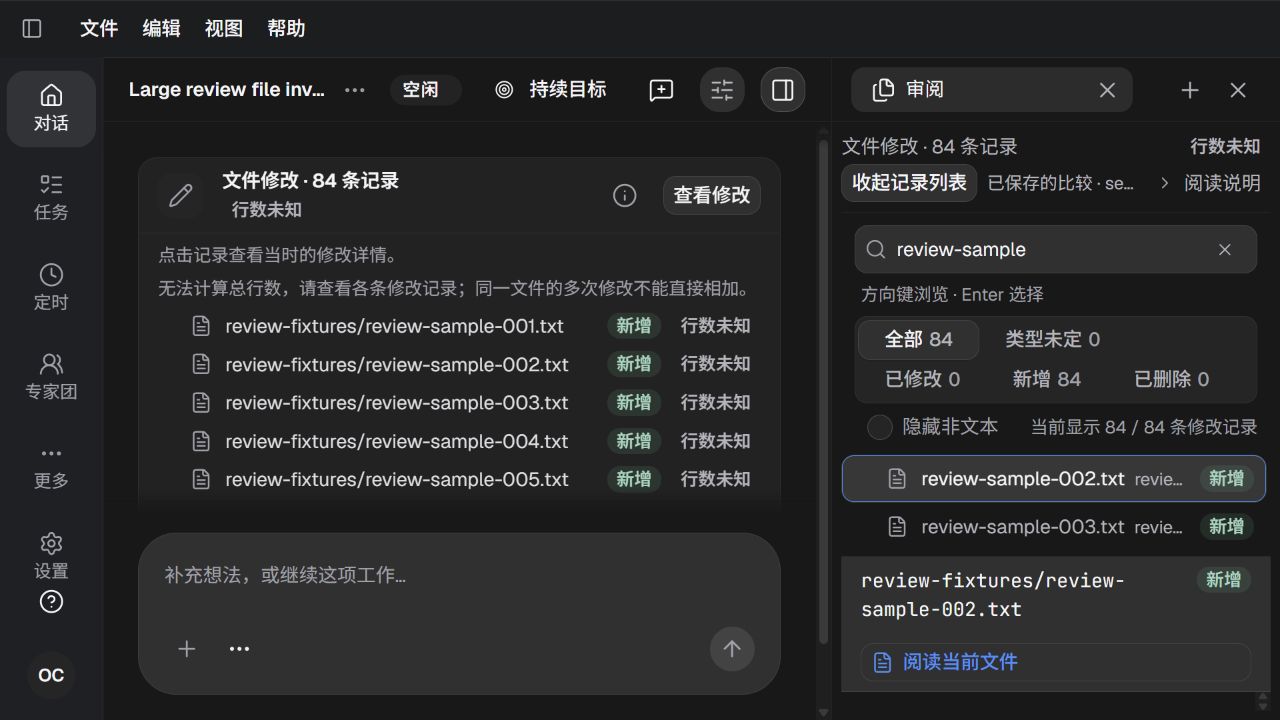 文件 编辑 视图 帮助
对话
任务
定时
专家团
更多
设置
OC
Large review file inv... 空闲 持续目标
文件修改 · 84 条记录
行数未知
查看修改
点击记录查看当时的修改详情。
无法计算总行数，请查看各条修改记录；同一文件的多次修改不能直接相加。
review-fixtures/review-sample-001.txt 新增 行数未知
review-fixtures/review-sample-002.txt 新增 行数未知
review-fixtures/review-sample-003.txt 新增 行数未知
review-fixtures/review-sample-004.txt 新增 行数未知
review-fixtures/review-sample-005.txt 新增 行数未知
补充想法，或继续这项工作...
审阅
文件修改 · 84 条记录 行数未知
收起记录列表 已保存的比较 · se... 阅读说明
review-sample
方向键浏览 · Enter 选择
全部 84 类型未定 0
已修改 0 新增 84 已删除 0
隐藏非文本 当前显示 84 / 84 条修改记录
review-sample-002.txt revie... 新增
review-sample-003.txt revie... 新增
review-fixtures/review- 新增
sample-002.txt
阅读当前文件